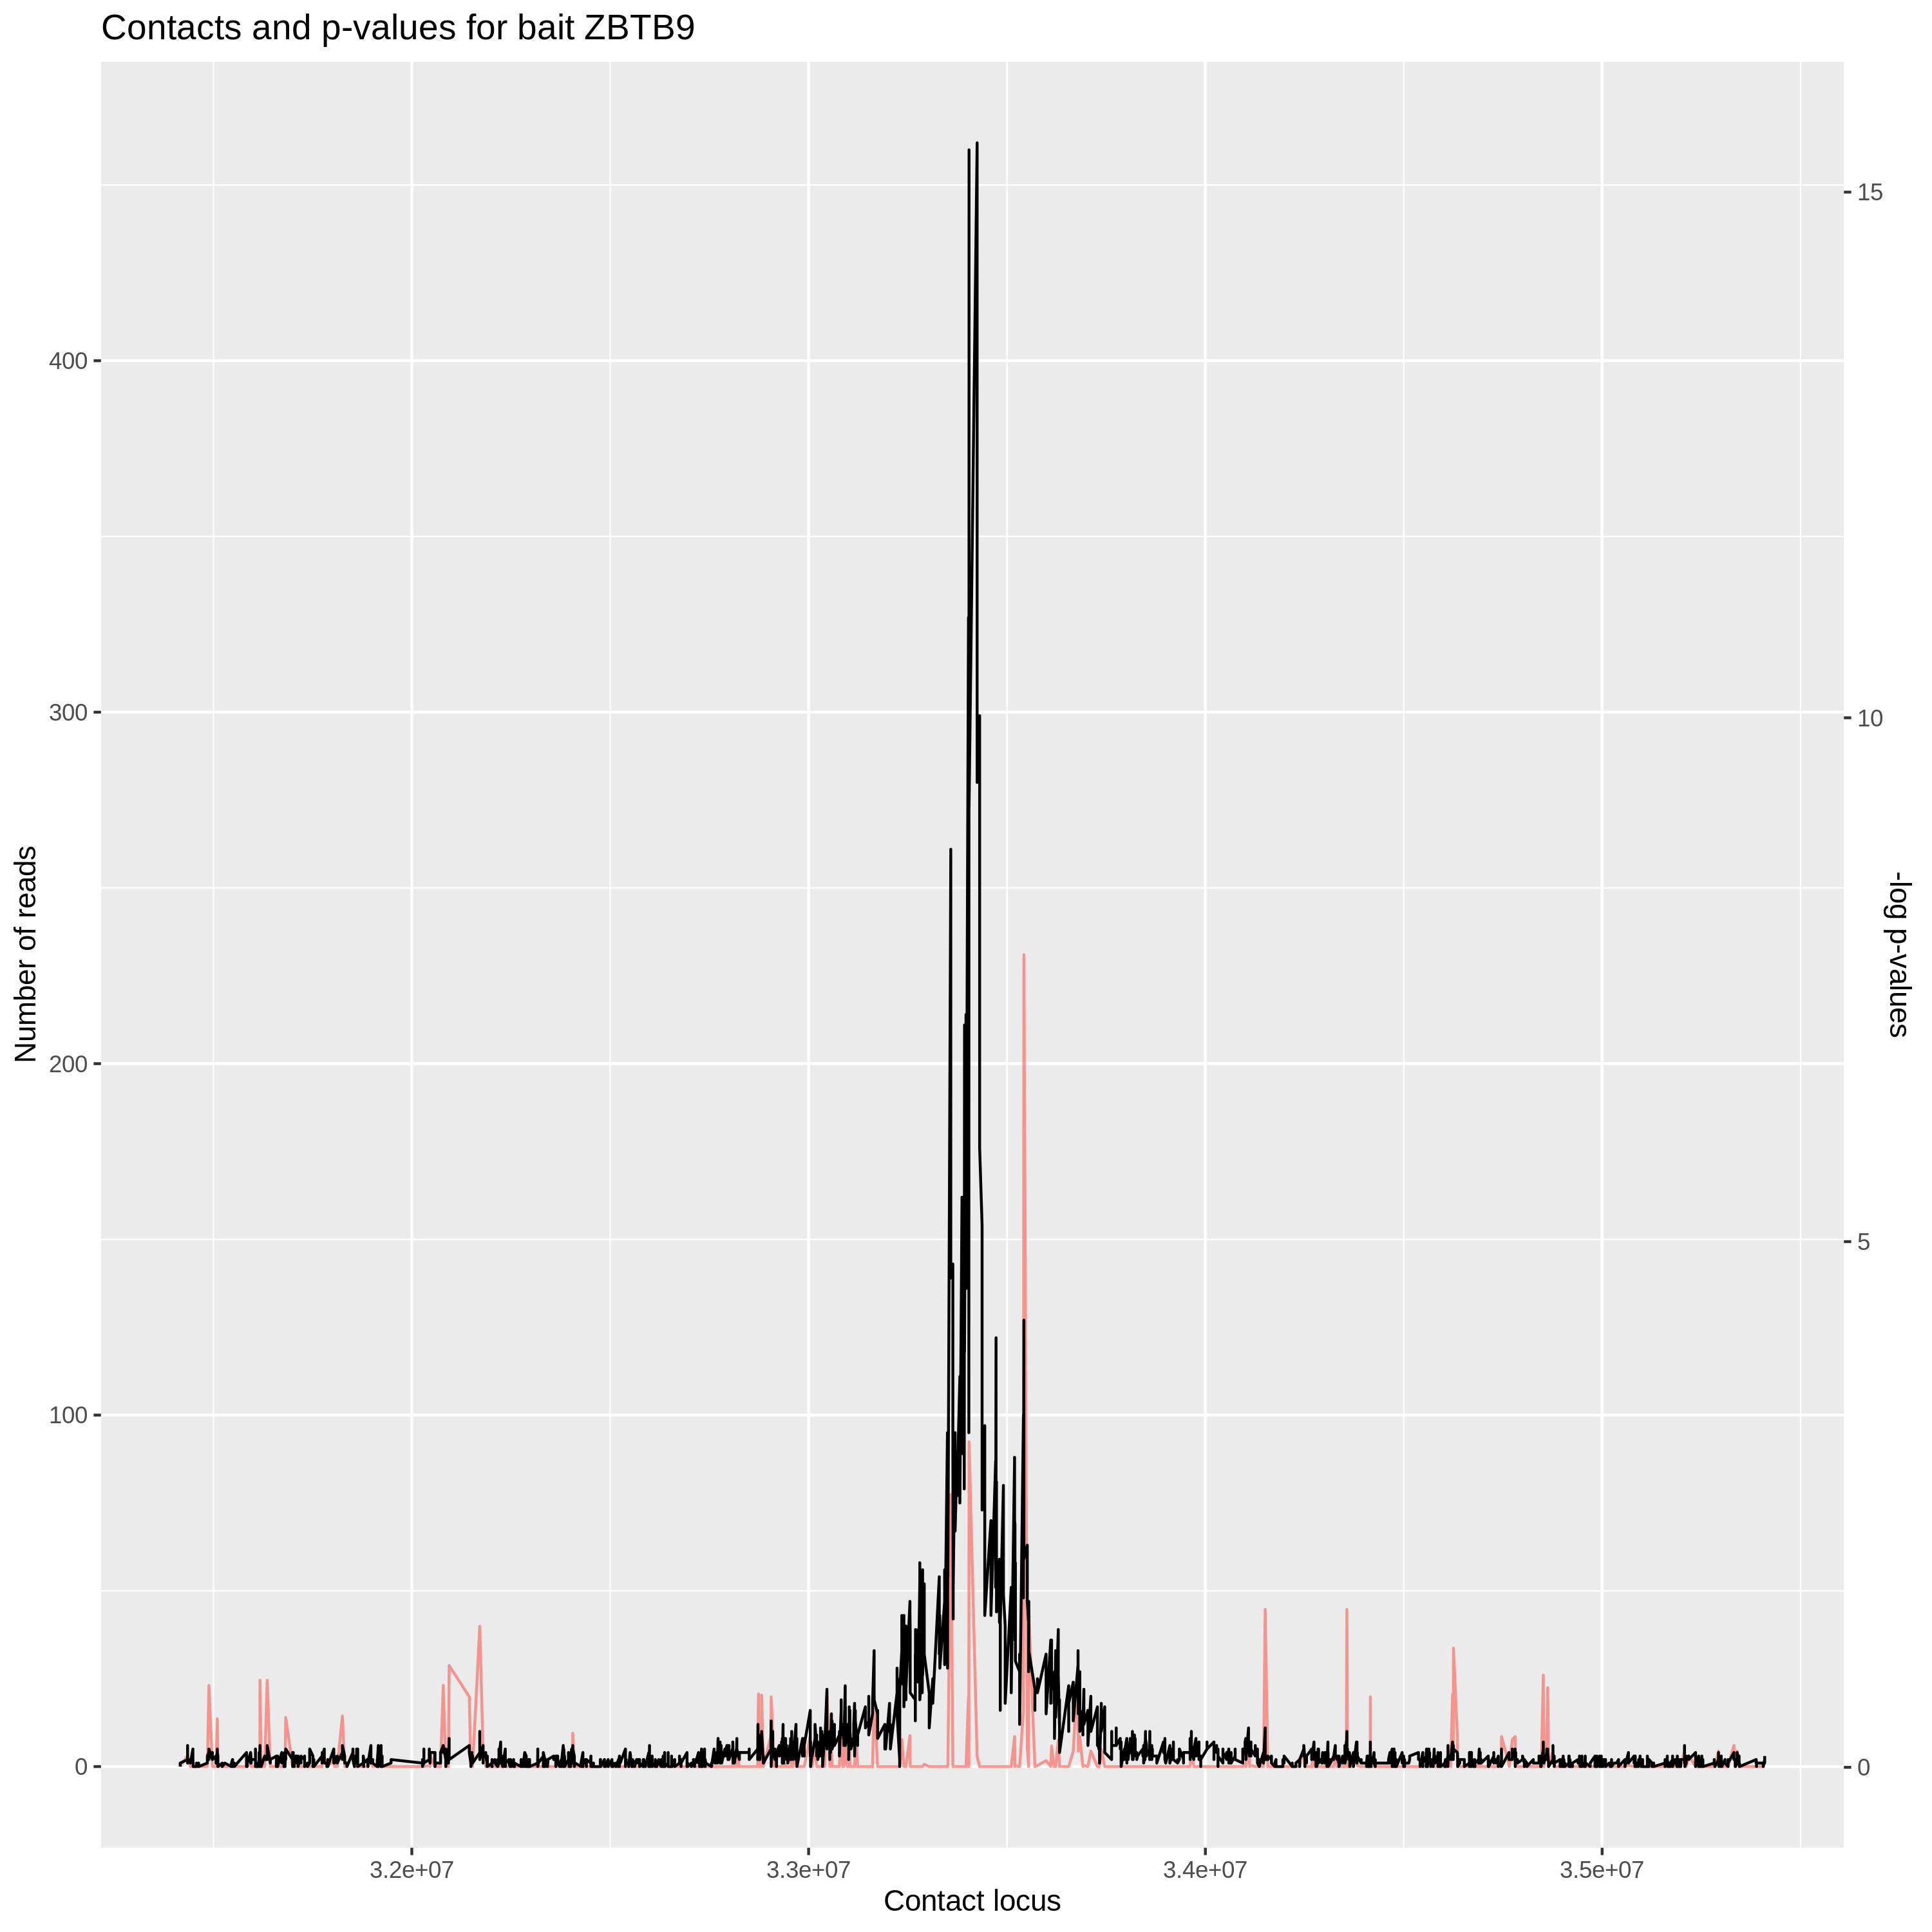 Contacts and p-values for bait ZBTB9
Number of reads
400
300
200
100
0
15
10
5
0
-log p-values
3.2e+07
3.3e+07
3.4e+07
3.5e+07
Contact locus